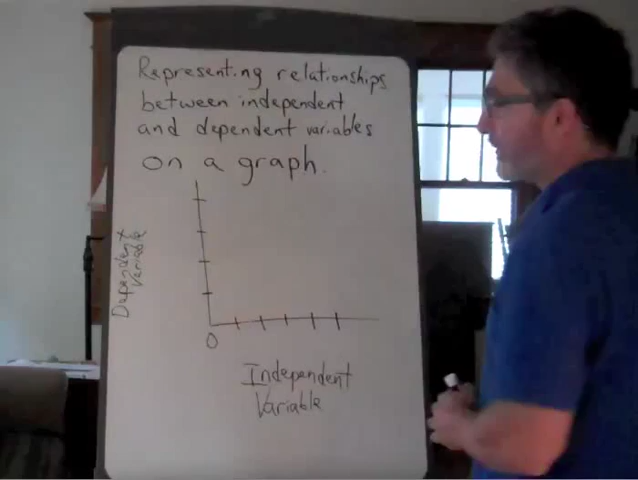 Representing relationships
between independent
and dependent variables
on a graph.
Dependent
Variable
0
Independent
Variable